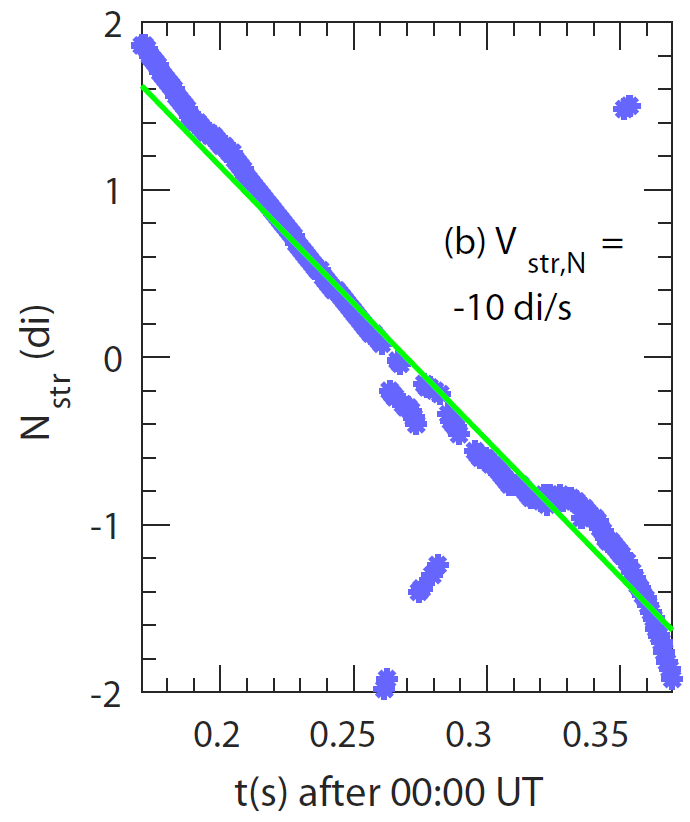 2
1
0
-1
-2
N str (di)
(b) V str,N =
-10 di/s
0.2 0.25 0.3 0.35
t(s) after 00:00 UT